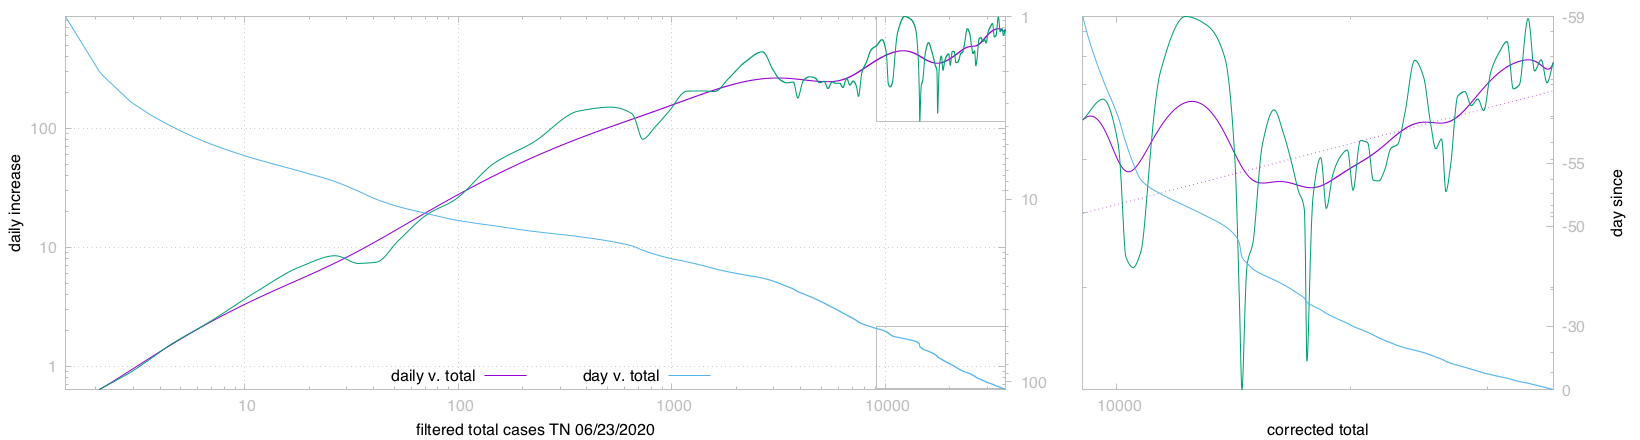 daily increase
100
10
1
10
100
1000
10000
1
10
100
daily v. total
day v. total
filtered total cases TN 06/23/2020
10000
-59
-55
-50
-30
0
day since
corrected total